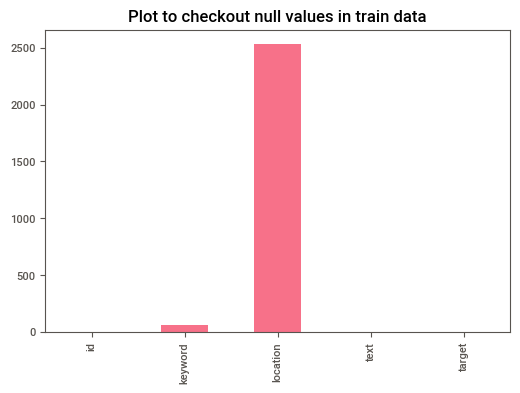 Plot to checkout null values in train data
2500
2000
1500
1000
500
0
id
keyword
location
text
target